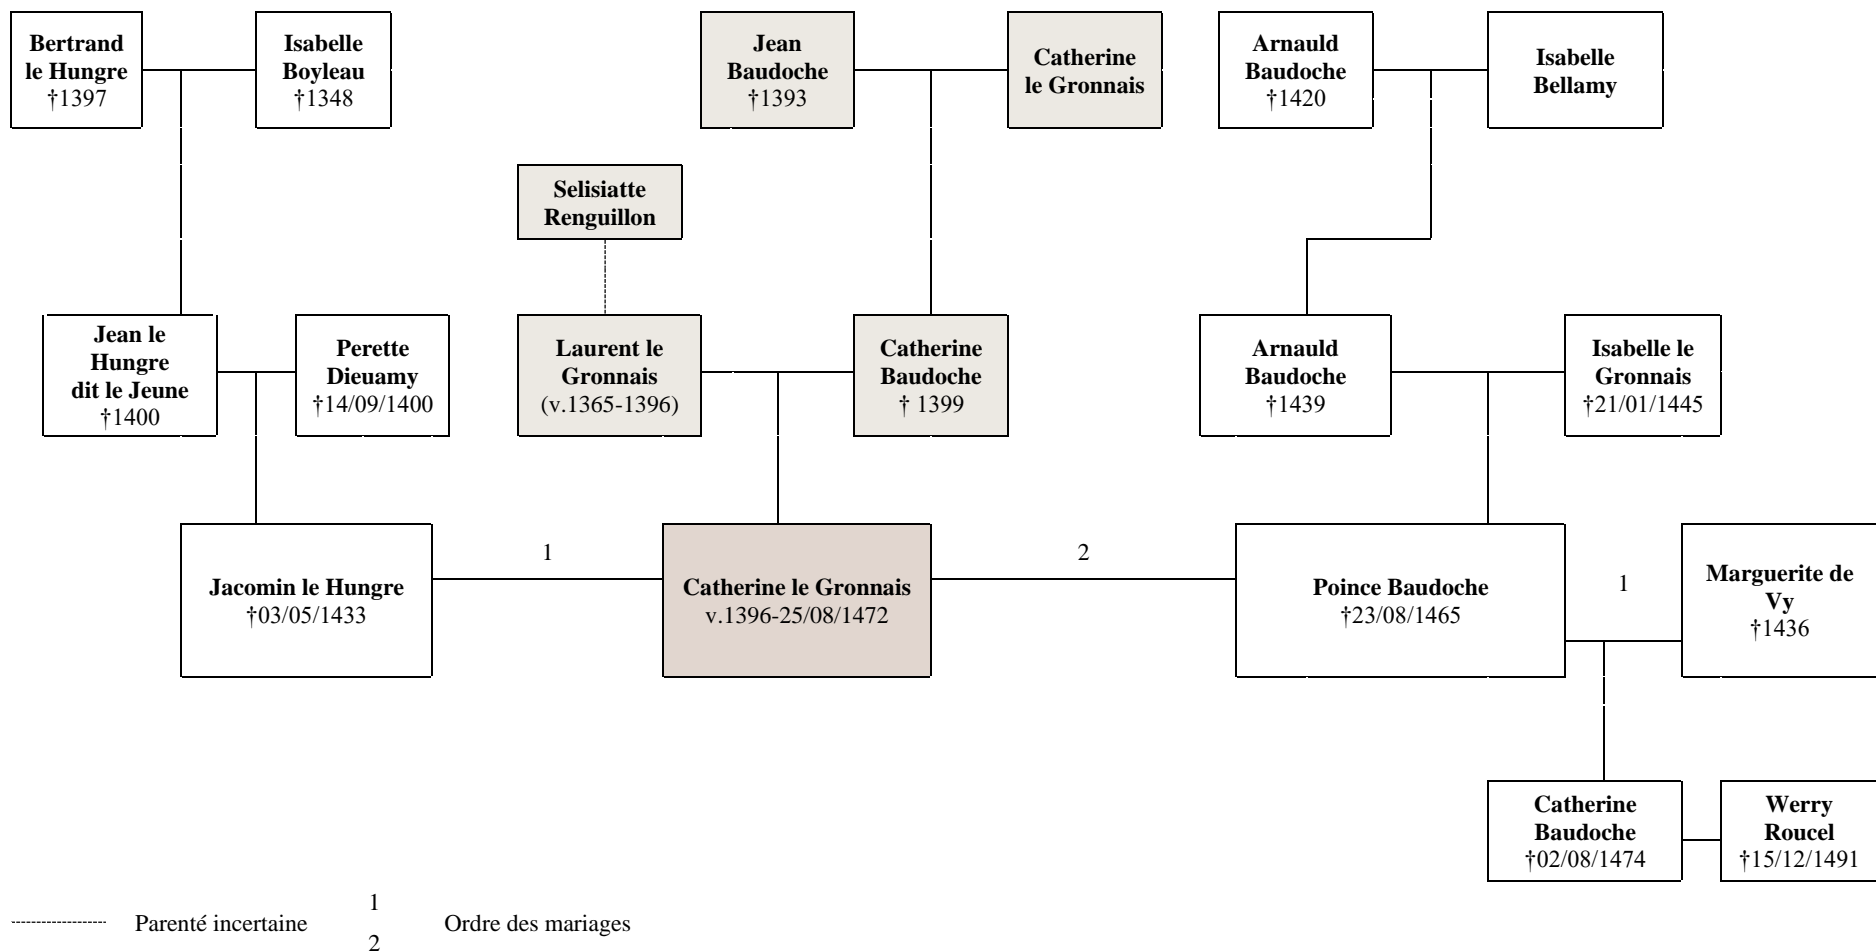 Bertrand
le Hungre
†1397
Isabelle
Boyleau
†1348
Jean
Baudoche
†1393
Catherine
le Gronnais
Arnauld
Baudoche
†1420
Isabelle
Bellamy
Selisiatte
Renguillon
Jean le
Hungre
dit le Jeune
†1400
Perette
Dieuamy
†14/09/1400
Laurent le
Gronnais
(v.1365-1396)
Catherine
Baudoche
† 1399
Arnauld
Baudoche
†1439
Isabelle le
Gronnais
†21/01/1445
Jacomin le Hungre
†03/05/1433
1
Catherine le Gronnais
v.1396-25/08/1472
2
Poince Baudoche
†23/08/1465
1
Marguerite de
Vy
†1436
Catherine
Baudoche
†02/08/1474
Werry
Roucel
†15/12/1491
Parenté incertaine
1
2
Ordre des mariages